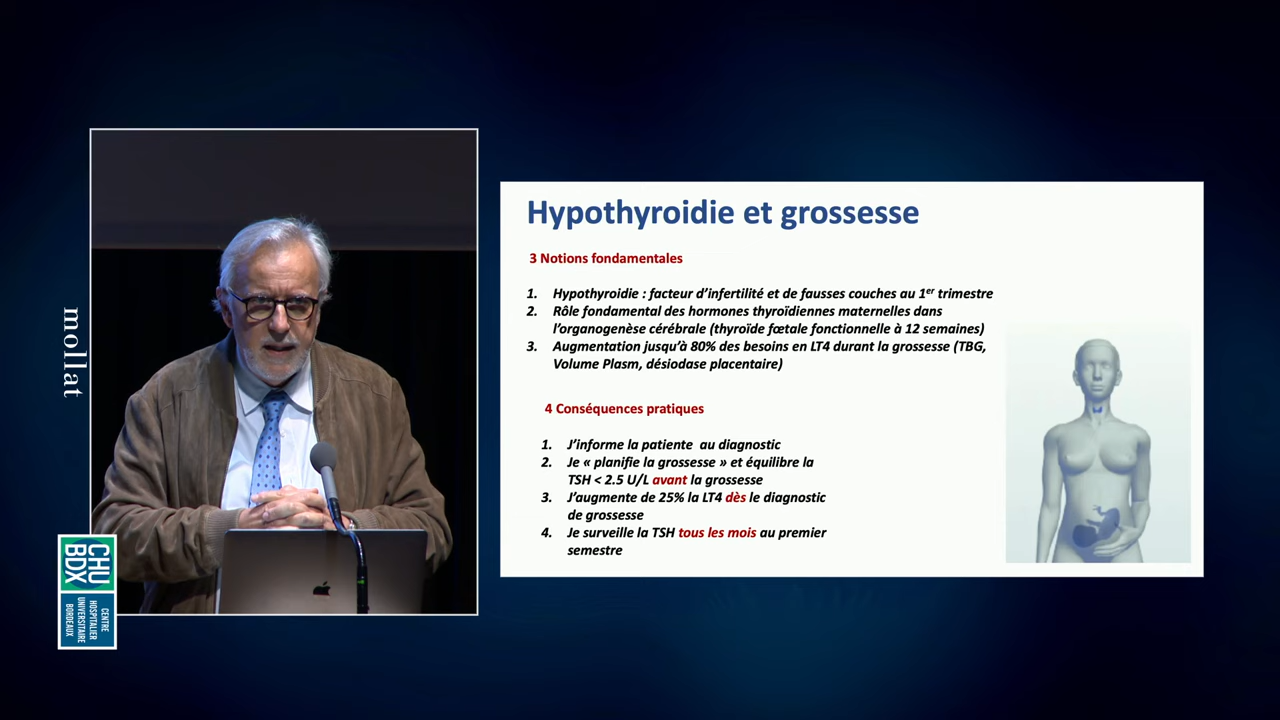 mollat
CHU
BDX
CENTRE
HOSPITALIER
UNIVERSITAIRE
BORDEAUX
Hypothyroidie et grossesse
3 Notions fondamentales
1. Hypothyroidie : facteur d'infertilité et de fausses couches au 1er trimestre
2. Rôle fondamental des hormones thyroïdiennes maternelles dans
l'organogenèse cérébrale (thyroïde fœtale fonctionnelle à 12 semaines)
3. Augmentation jusqu'à 80% des besoins en LT4 durant la grossesse (TBG,
Volume Plasm, désiodase placentaire)
4 Conséquences pratiques
1. J'informe la patiente au diagnostic
2. Je « planifie la grossesse » et équilibre la
TSH < 2.5 U/L avant la grossesse
3. J'augmente de 25% la LT4 dès le diagnostic
de grossesse
4. Je surveille la TSH tous les mois au premier
semestre